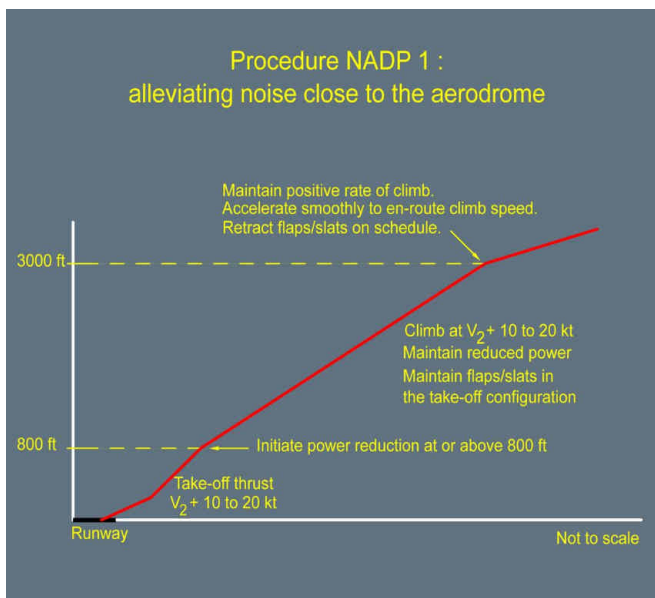 Procedure NADP 1 :
alleviating noise close to the aerodrome
Maintain positive rate of climb.
Accelerate smoothly to en-route climb speed.
Retract flaps/slats on schedule.
3000 ft
Climb at V₂ + 10 to 20 kt
Maintain reduced power
Maintain flaps/slats in
the take-off configuration
800 ft
Initiate power reduction at or above 800 ft
Take-off thrust
V₂ + 10 to 20 kt
Runway
Not to scale